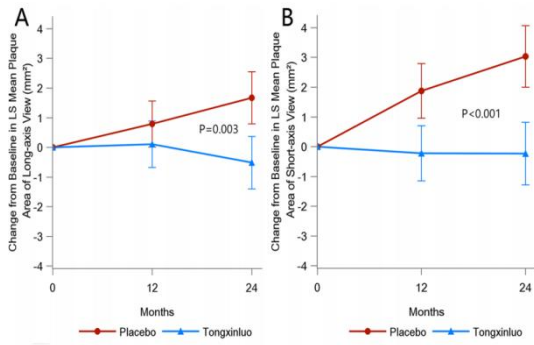 A
Change from Baseline in LS Mean Plaque
Area of Long-axis View (mm²)
4
3
2
1
0
-1
-2
-3
-4
P=0.003
0
12
24
Months
Placebo
Tongxinluo
B
Change from Baseline in LS Mean Plaque
Area of Short-axis View (mm²)
4
3
2
1
0
-1
-2
-3
-4
P<0.001
0
12
24
Months
Placebo
Tongxinluo